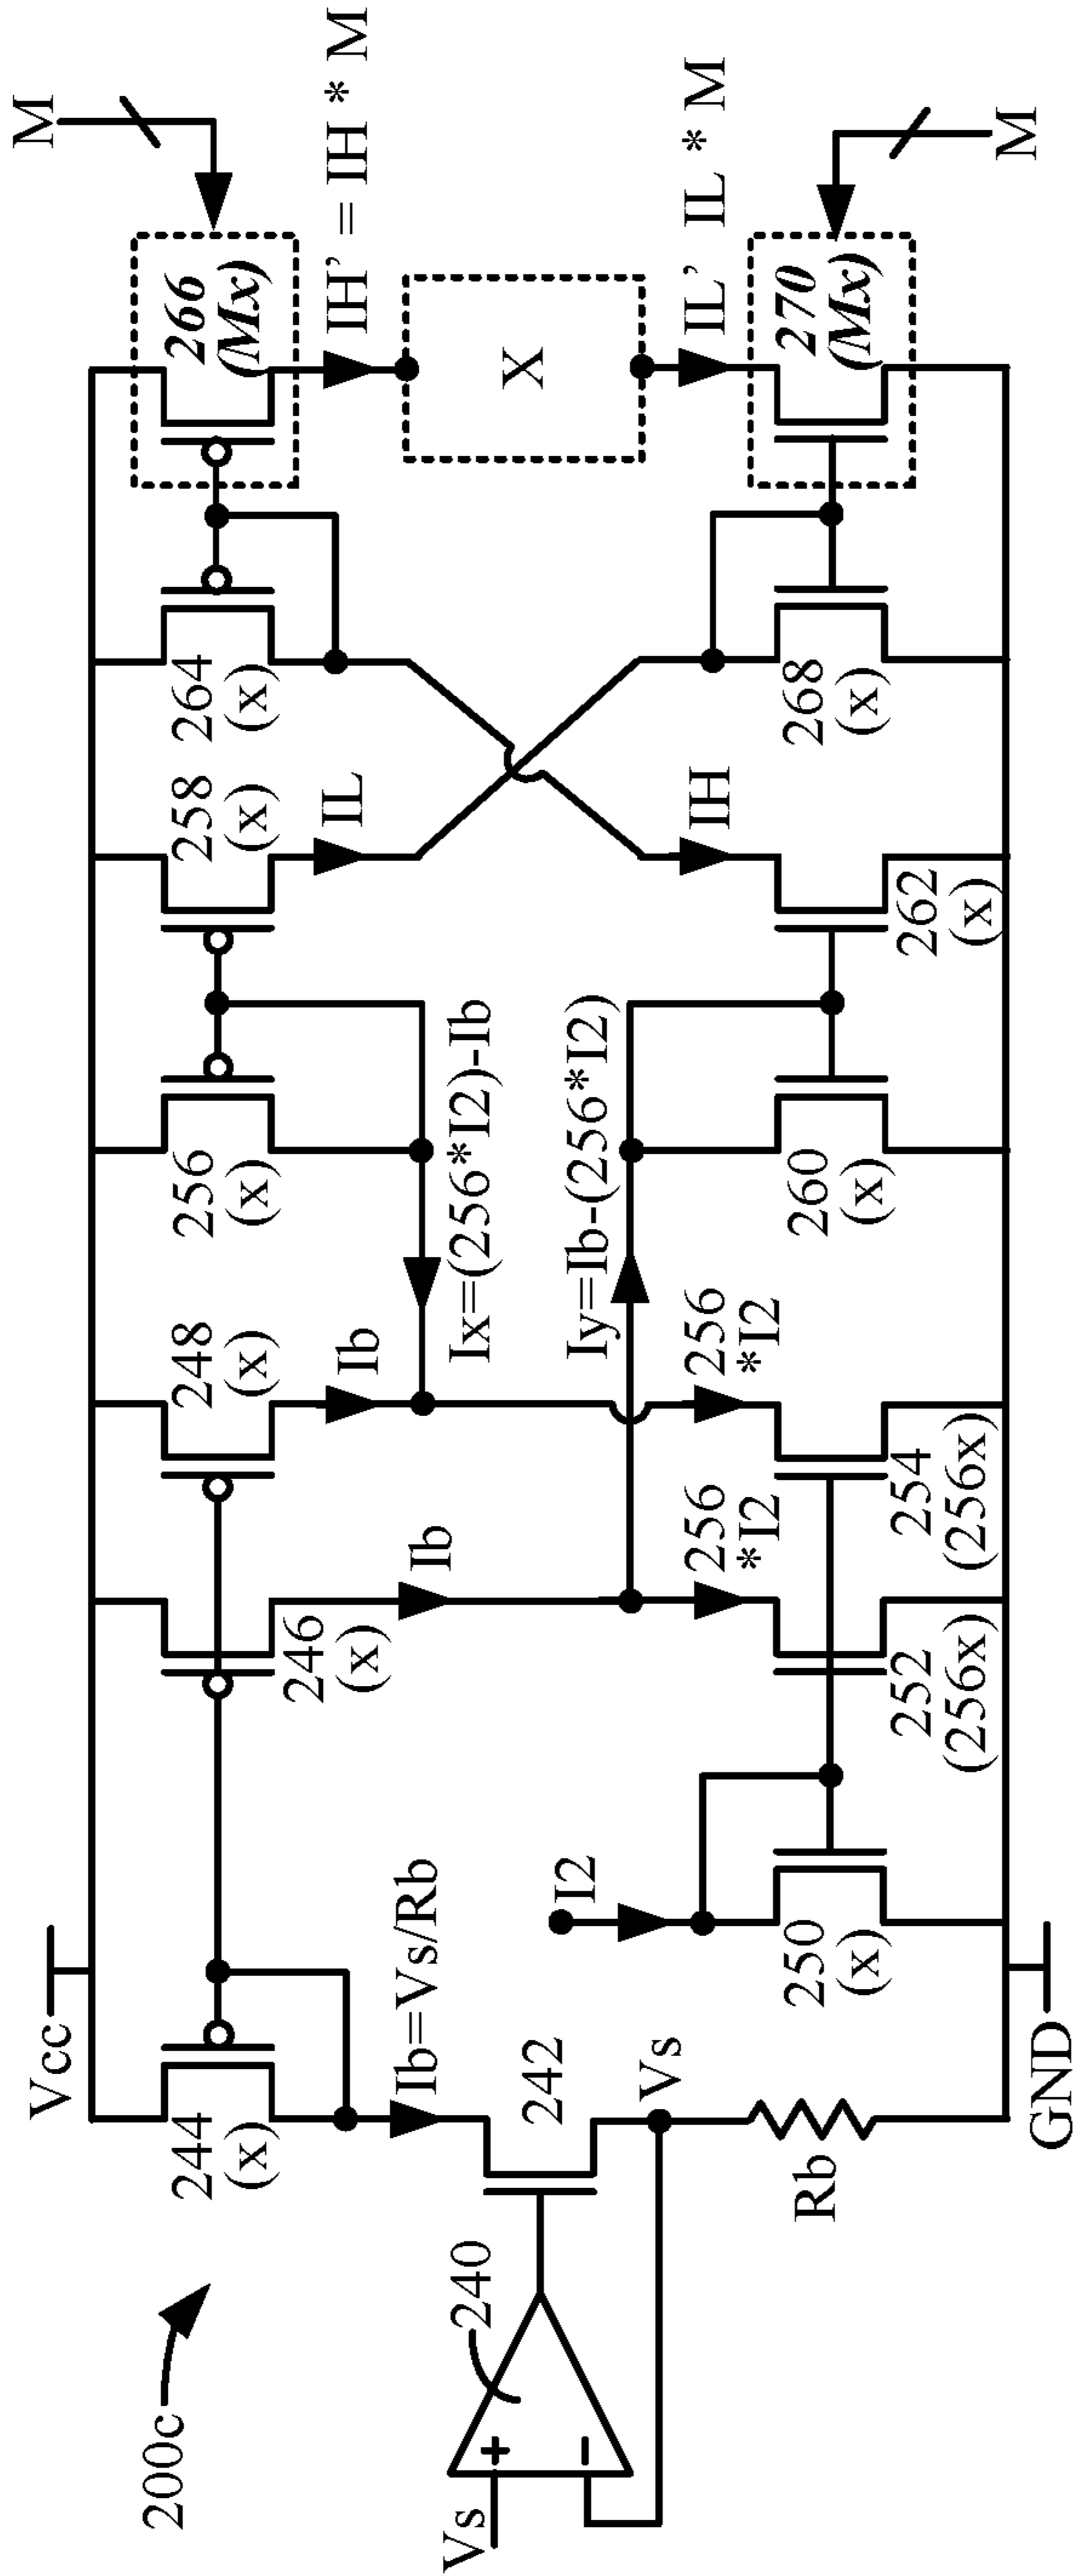 200c
Vcc
M
244
(x)
246
(x)
248
(x)
256
(x)
258
(x)
264
(x)
266
(Mx)
Ib=Vs/Rb
Ib
Ib
IL
IH' = IH * M
Ix=(256*I2)-Ib
Vs
240
+
-
242
I2
Iy=Ib-(256*I2)
X
Vs
256
*I2
256
*I2
IH
IL' IL * M
Rb
250
(x)
252
(256x)
254
(256x)
260
(x)
262
(x)
268
(x)
270
(Mx)
GND
M